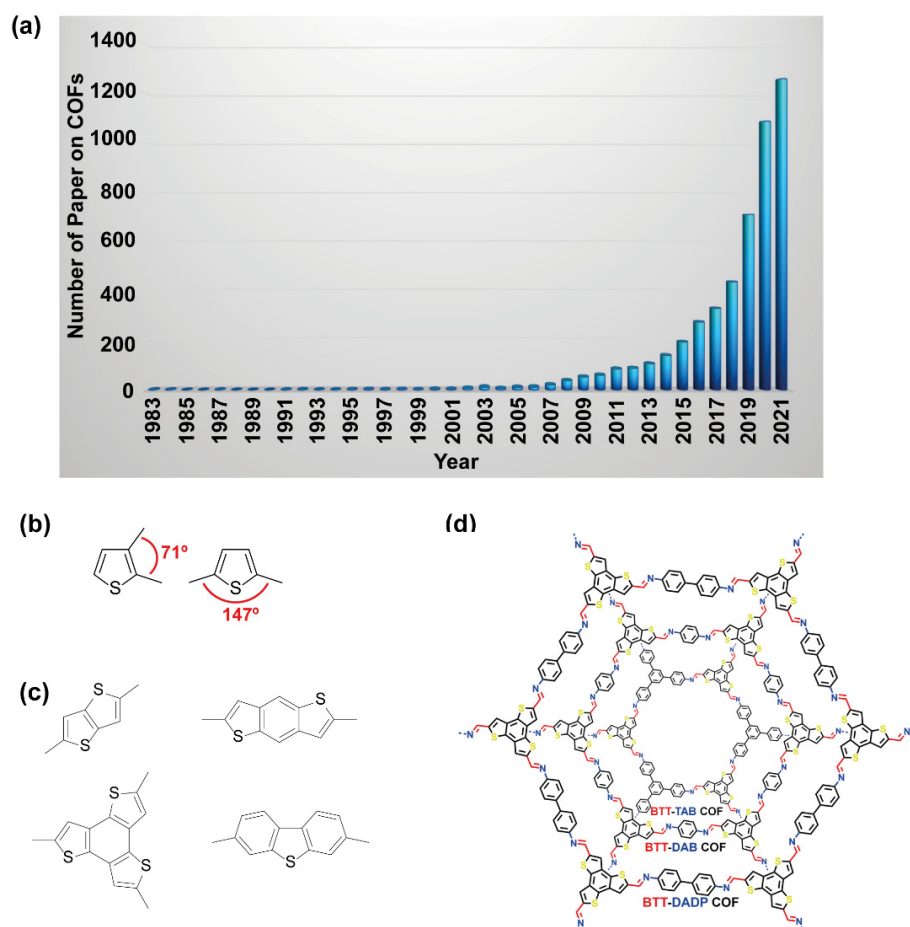 (a)
Number of Paper on COFs
1400
1200
1000
800
600
400
200
0
1983
1985
1987
1989
1991
1993
1995
1997
1999
2001
2003
2005
2007
2009
2011
2013
2015
2017
2019
2021
Year
(b)
71º
147º
S
S
(c)
S
S
S
S
S
S
S
S
(d)
BTT-TAB COF
BTT-DAB COF
BTT-DADP COF